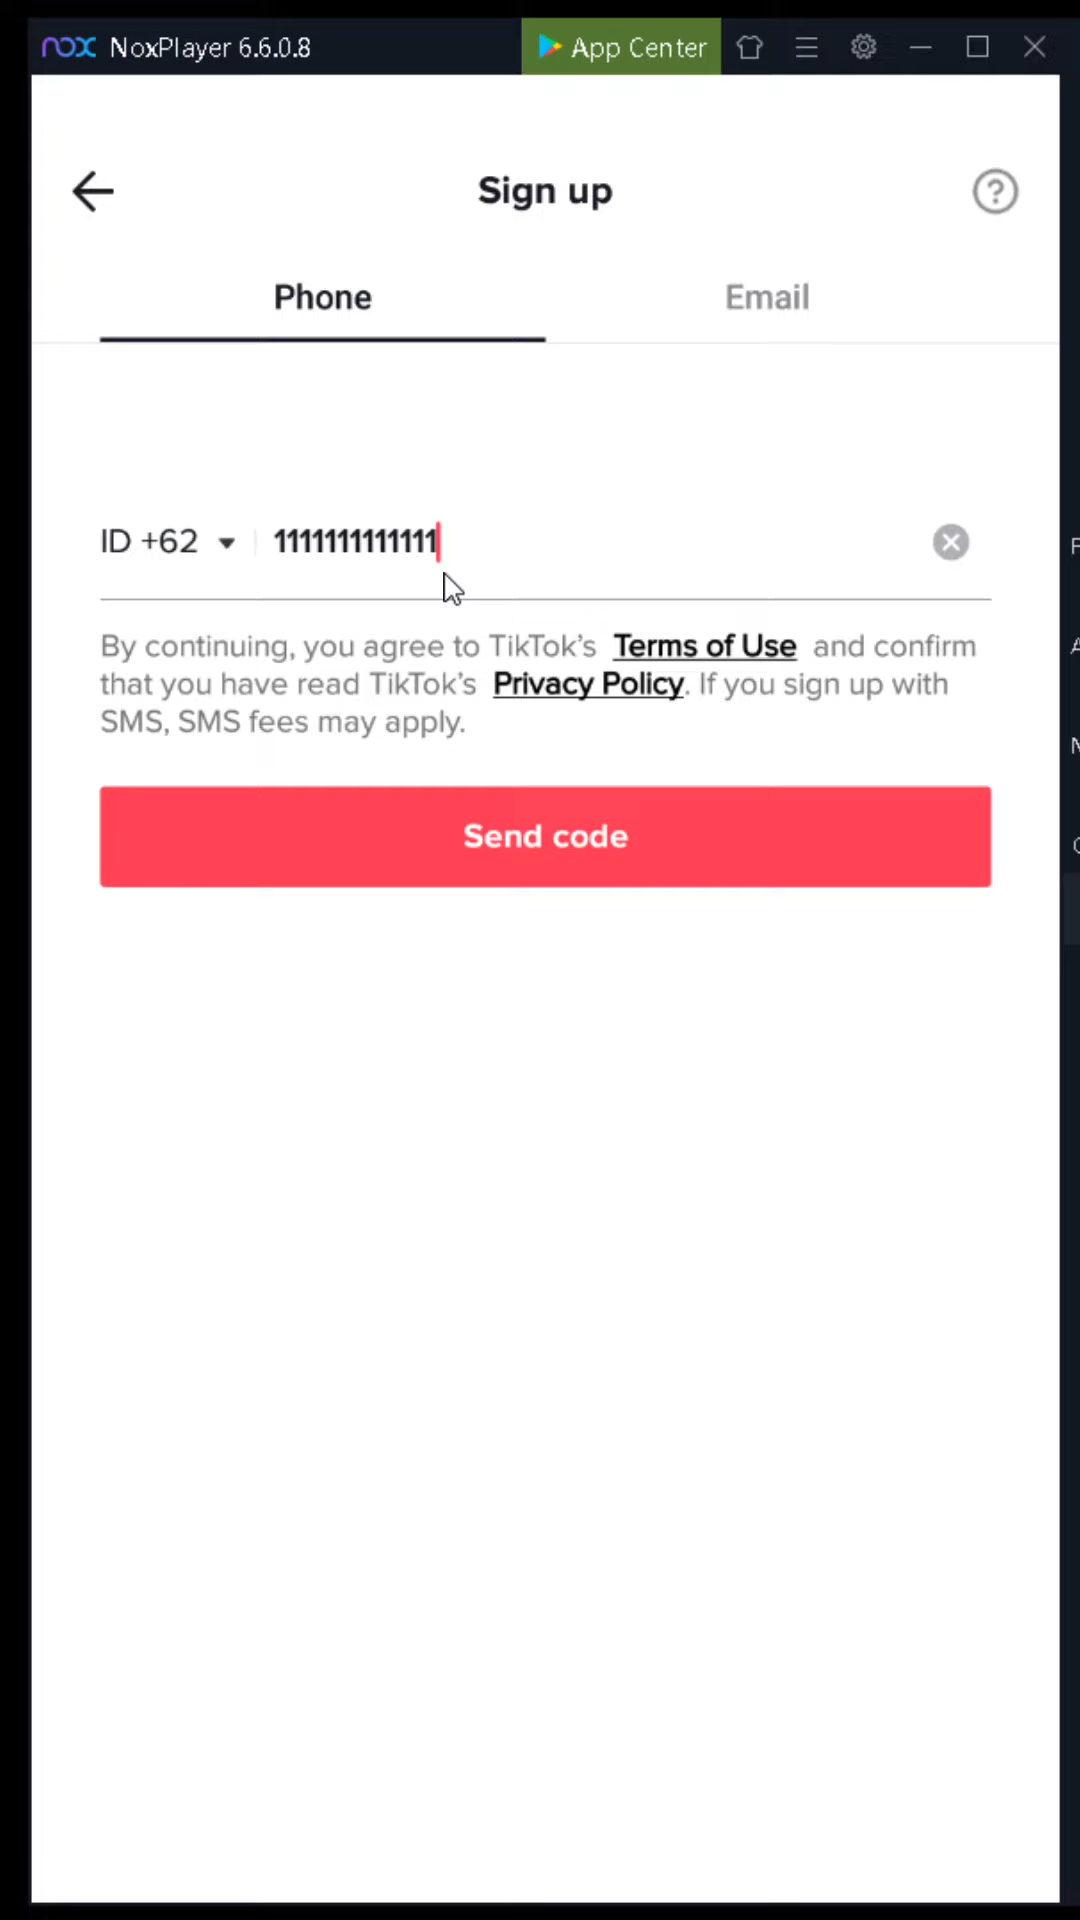 nox NoxPlayer 6.6.0.8 App Center
Sign up
Phone Email
ID +62 1111111111111
By continuing, you agree to TikTok's Terms of Use and confirm
that you have read TikTok's Privacy Policy. If you sign up with
SMS, SMS fees may apply.
Send code